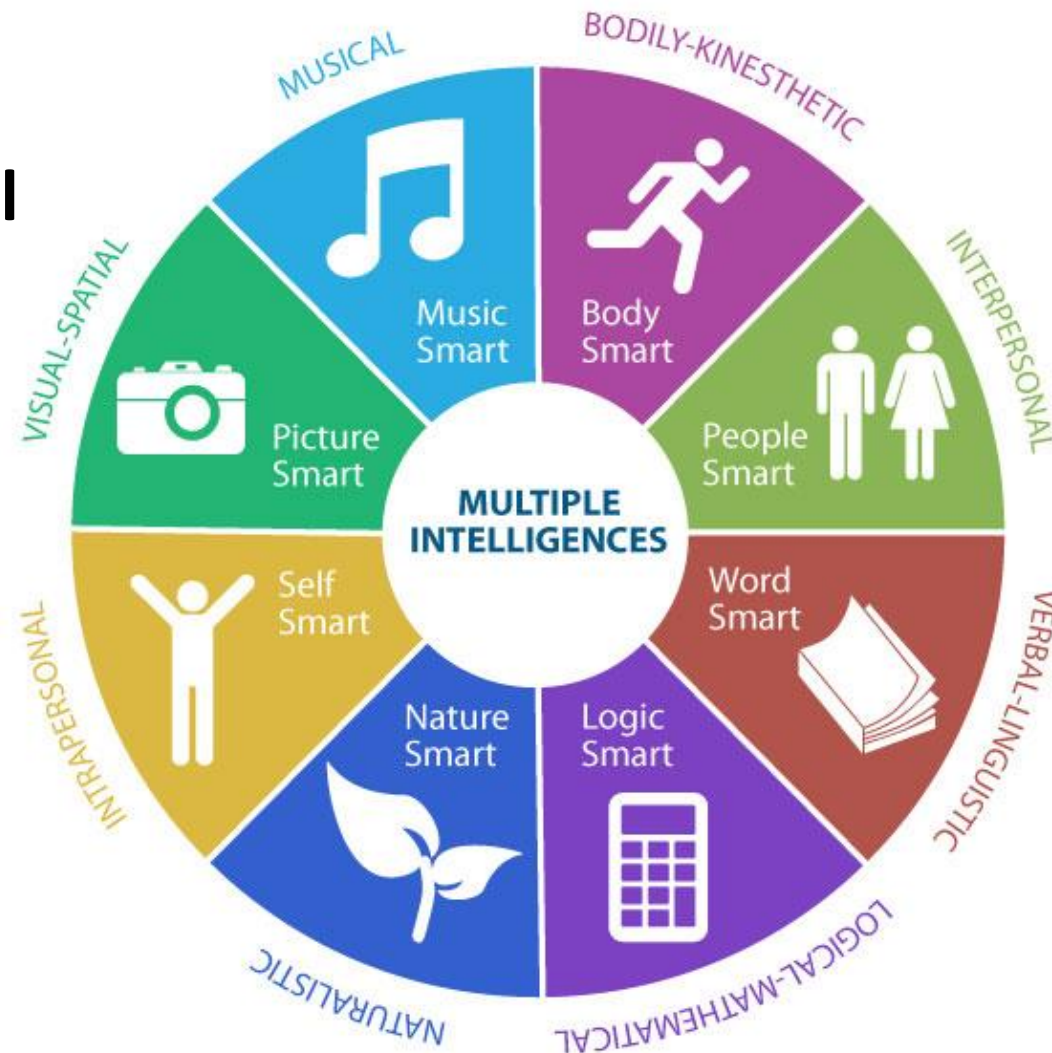 MUSICAL
BODILY-KINESTHETIC
VISUAL-SPATIAL
INTERPERSONAL
Music
Smart
Body
Smart
Picture
Smart
People
Smart
MULTIPLE
INTELLIGENCES
Self
Smart
Word
Smart
Nature
Smart
Logic
Smart
INTRAPERSONAL
VERBAL-LINGUISTIC
NATURALISTIC
LOGICAL-MATHEMATICAL